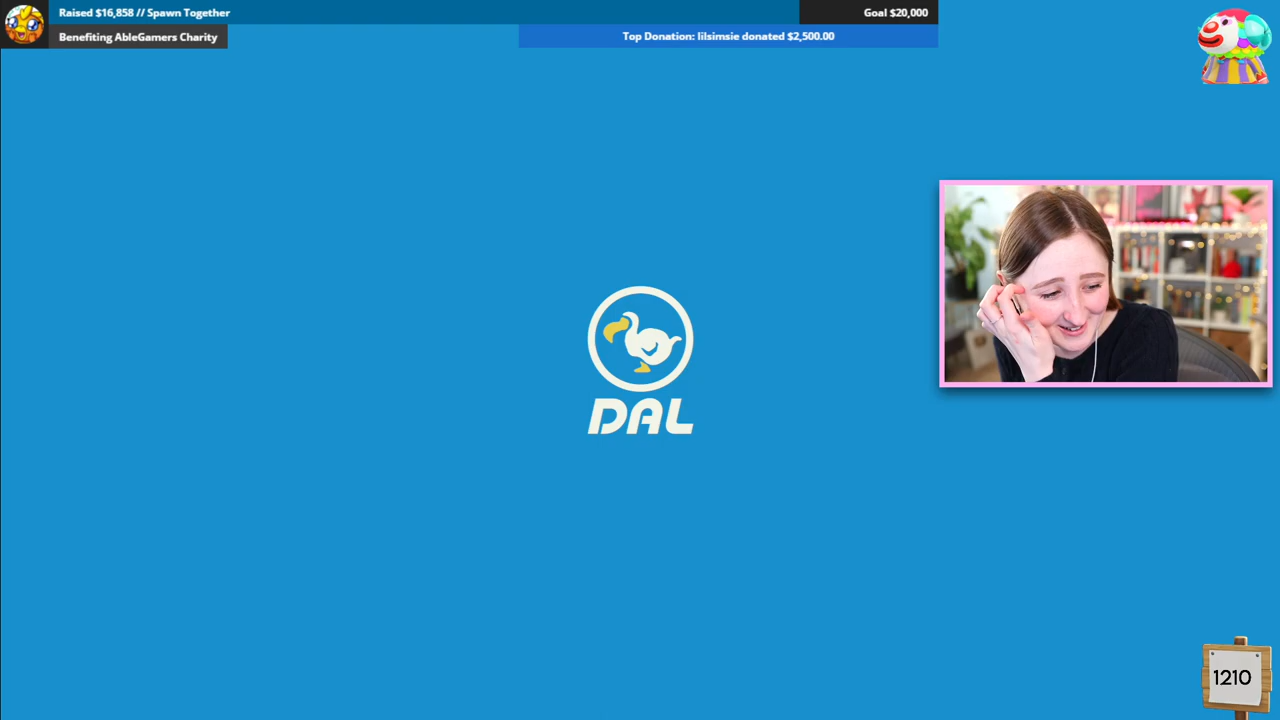 Raised $16,858 // Spawn Together
Goal $20,000
Benefiting AbleGamers Charity
Top Donation: lilsimsie donated $2,500.00
DAL
1210